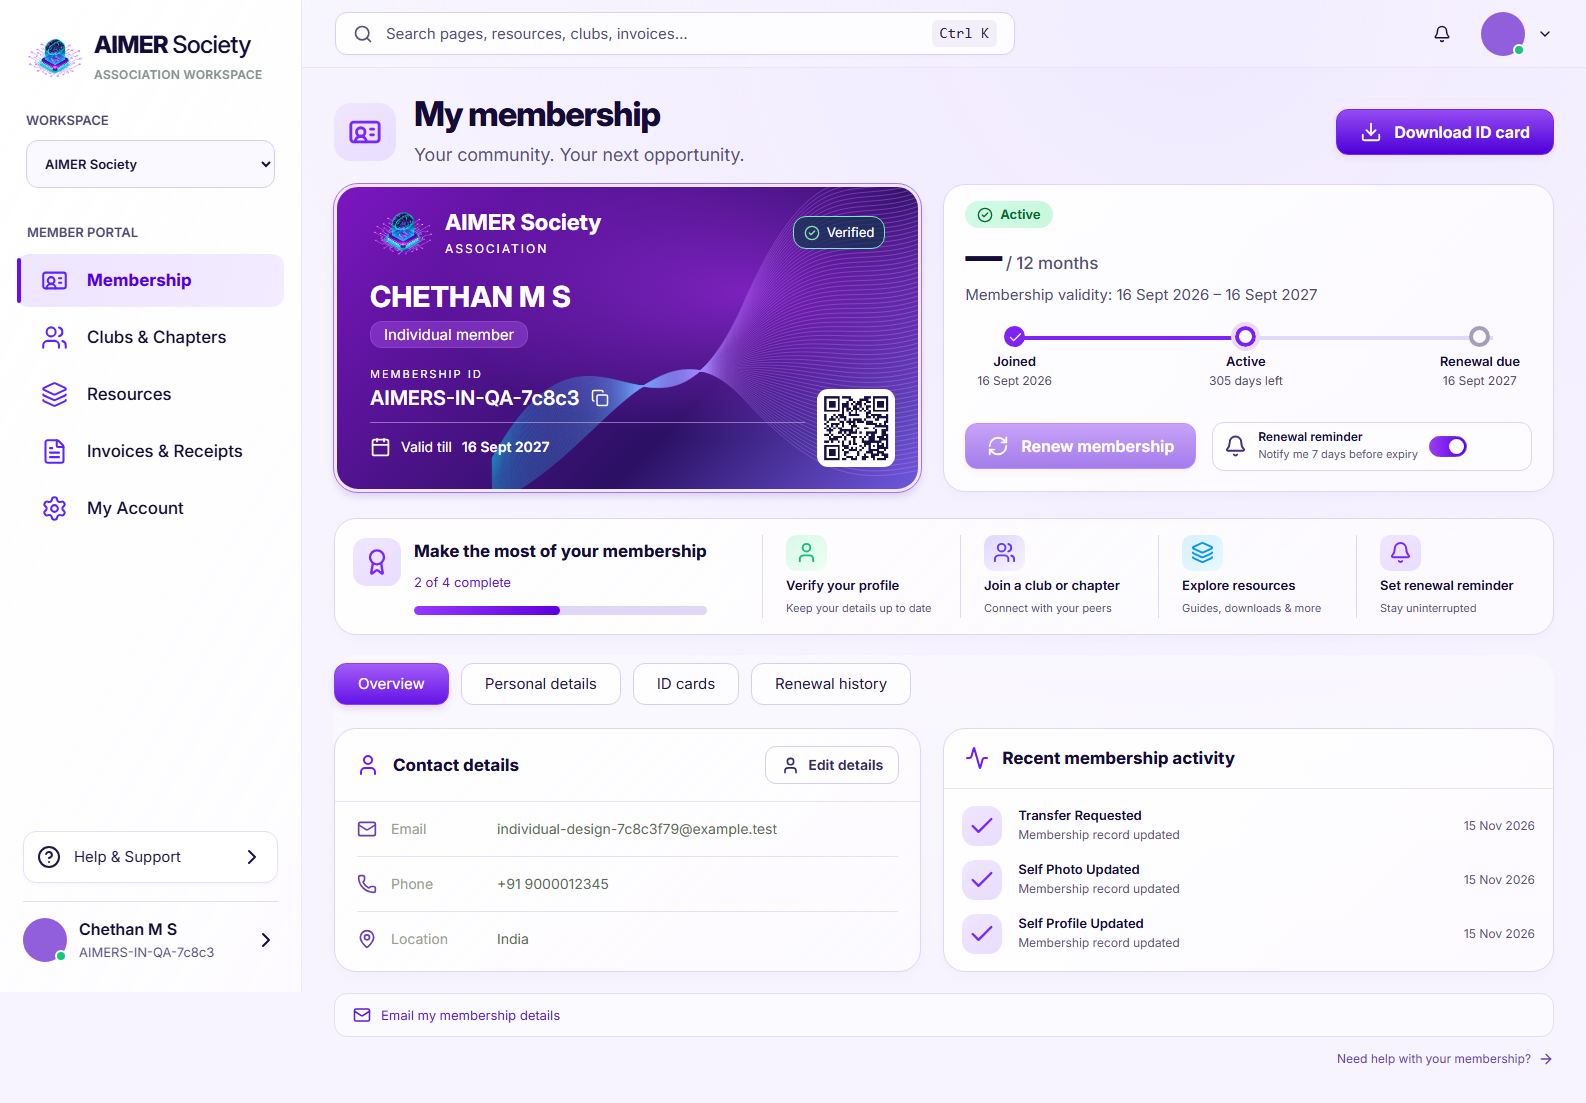 AIMER Society
ASSOCIATION WORKSPACE
WORKSPACE
AIMER Society
MEMBER PORTAL
Membership
Clubs & Chapters
Resources
Invoices & Receipts
My Account
Help & Support
Chethan M S
AIMERS-IN-QA-7c8c3
Search pages, resources, clubs, invoices...
Ctrl K
My membership
Your community. Your next opportunity.
Download ID card
AIMER Society
ASSOCIATION
Verified
CHETHAN M S
Individual member
MEMBERSHIP ID
AIMERS-IN-QA-7c8c3
Valid till 16 Sept 2027
Active
— / 12 months
Membership validity: 16 Sept 2026 – 16 Sept 2027
Joined
16 Sept 2026
Active
305 days left
Renewal due
16 Sept 2027
Renew membership
Renewal reminder
Notify me 7 days before expiry
Make the most of your membership
2 of 4 complete
Verify your profile
Keep your details up to date
Join a club or chapter
Connect with your peers
Explore resources
Guides, downloads & more
Set renewal reminder
Stay uninterrupted
Overview
Personal details
ID cards
Renewal history
Contact details
Edit details
Email individual-design-7c8c3f79@example.test
Phone +91 9000012345
Location India
Recent membership activity
Transfer Requested
Membership record updated
15 Nov 2026
Self Photo Updated
Membership record updated
15 Nov 2026
Self Profile Updated
Membership record updated
15 Nov 2026
Email my membership details
Need help with your membership?